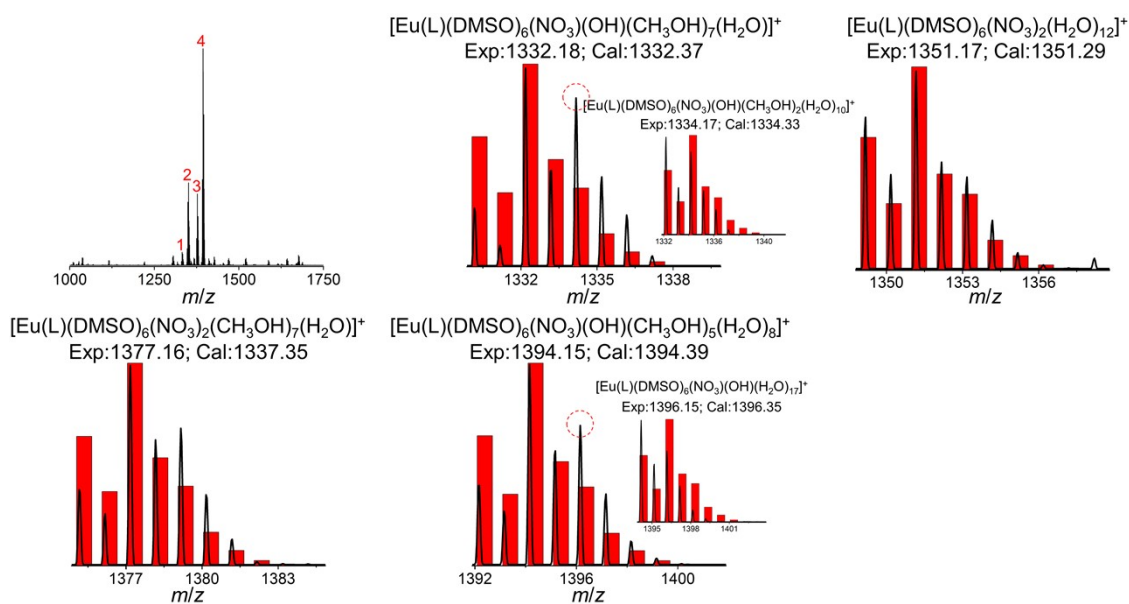 4
2
3
1
1000 1250 1500 1750
m/z
[Eu(L)(DMSO)6(NO3)(OH)(CH3OH)7(H2O)]+
Exp:1332.18; Cal:1332.37
[Eu(L)(DMSO)6(NO3)(OH)(CH3OH)2(H2O)10]+
Exp:1334.17; Cal:1334.33
1332 1336 1340
1332 1335 1338
m/z
[Eu(L)(DMSO)6(NO3)2(H2O)12]+
Exp:1351.17; Cal:1351.29
1350 1353 1356
m/z
[Eu(L)(DMSO)6(NO3)2(CH3OH)7(H2O)]+
Exp:1377.16; Cal:1337.35
1377 1380 1383
m/z
[Eu(L)(DMSO)6(NO3)(OH)(CH3OH)5(H2O)8]+
Exp:1394.15; Cal:1394.39
[Eu(L)(DMSO)6(NO3)(OH)(H2O)17]+
Exp:1396.15; Cal:1396.35
1395 1398 1401
1392 1396 1400
m/z